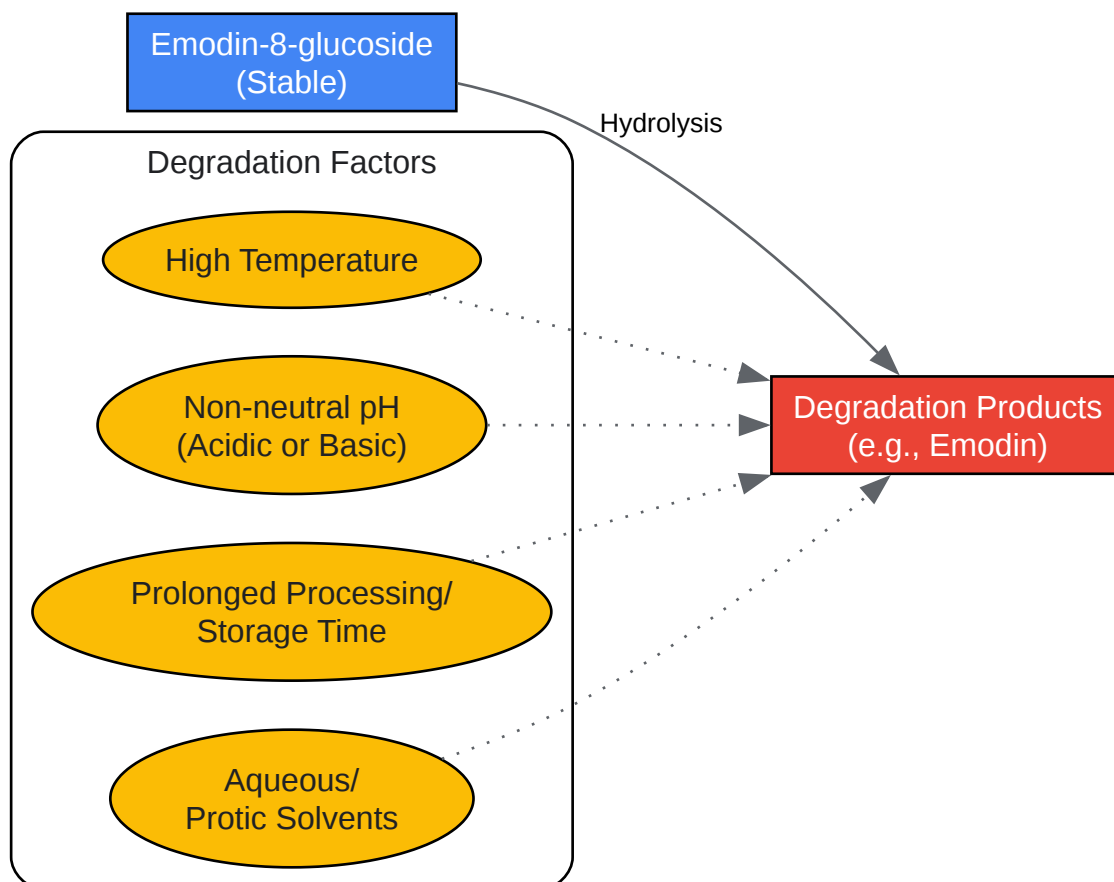 Emodin-8-glucoside
(Stable)
Hydrolysis
Degradation Factors
High Temperature
Non-neutral pH
(Acidic or Basic)
Degradation Products
(e.g., Emodin)
Prolonged Processing/
Storage Time
Aqueous/
Protic Solvents